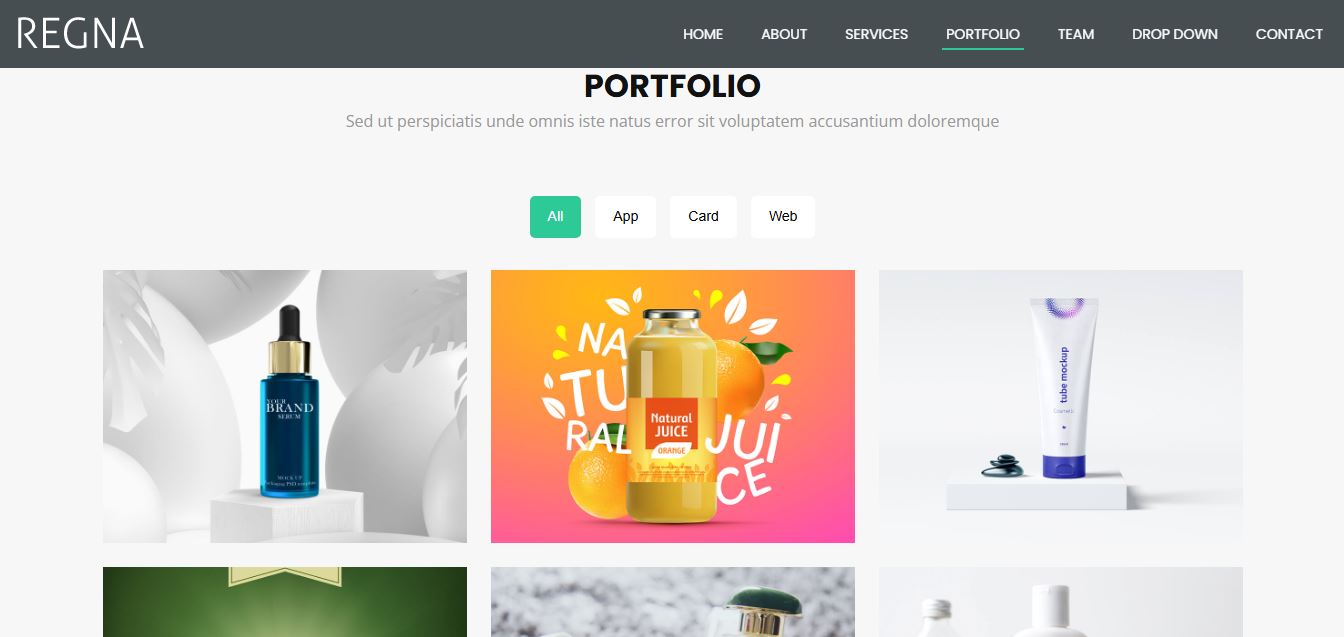 REGNA
HOME ABOUT SERVICES PORTFOLIO TEAM DROP DOWN CONTACT
PORTFOLIO
Sed ut perspiciatis unde omnis iste natus error sit voluptatem accusantium doloremque
All App Card Web
YOUR
BRAND
SERUM
MOCKUP
NA
TU
RAL
JUI
CE
Natural
JUICE
ORANGE
tube mockup
Cosmetic